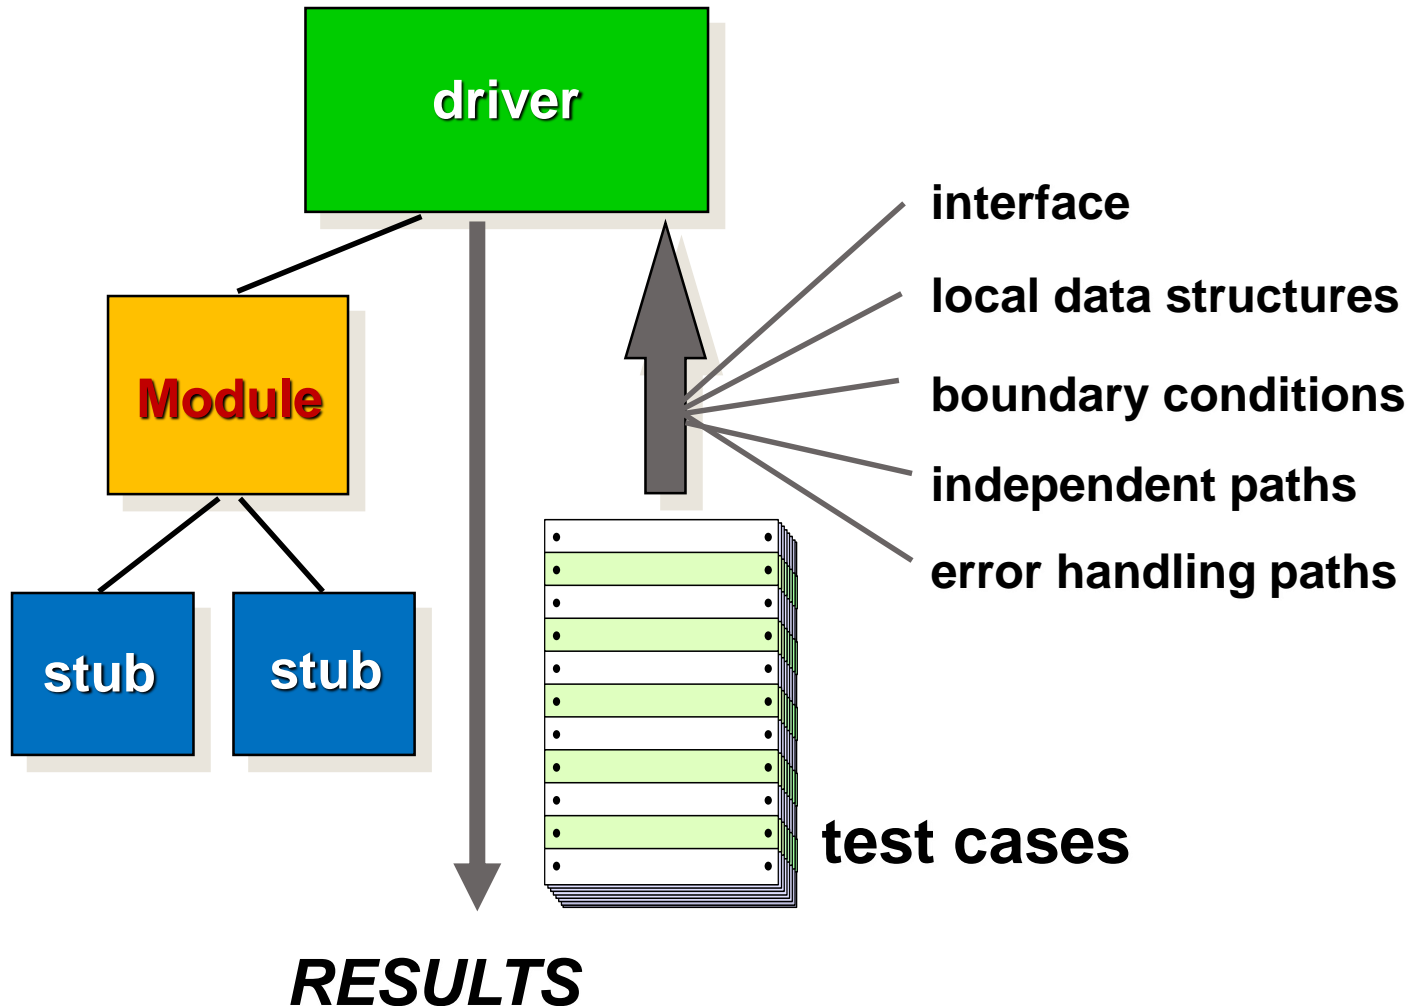 driver
interface
local data structures
Module
boundary conditions
independent paths
error handling paths
stub
stub
test cases
RESULTS